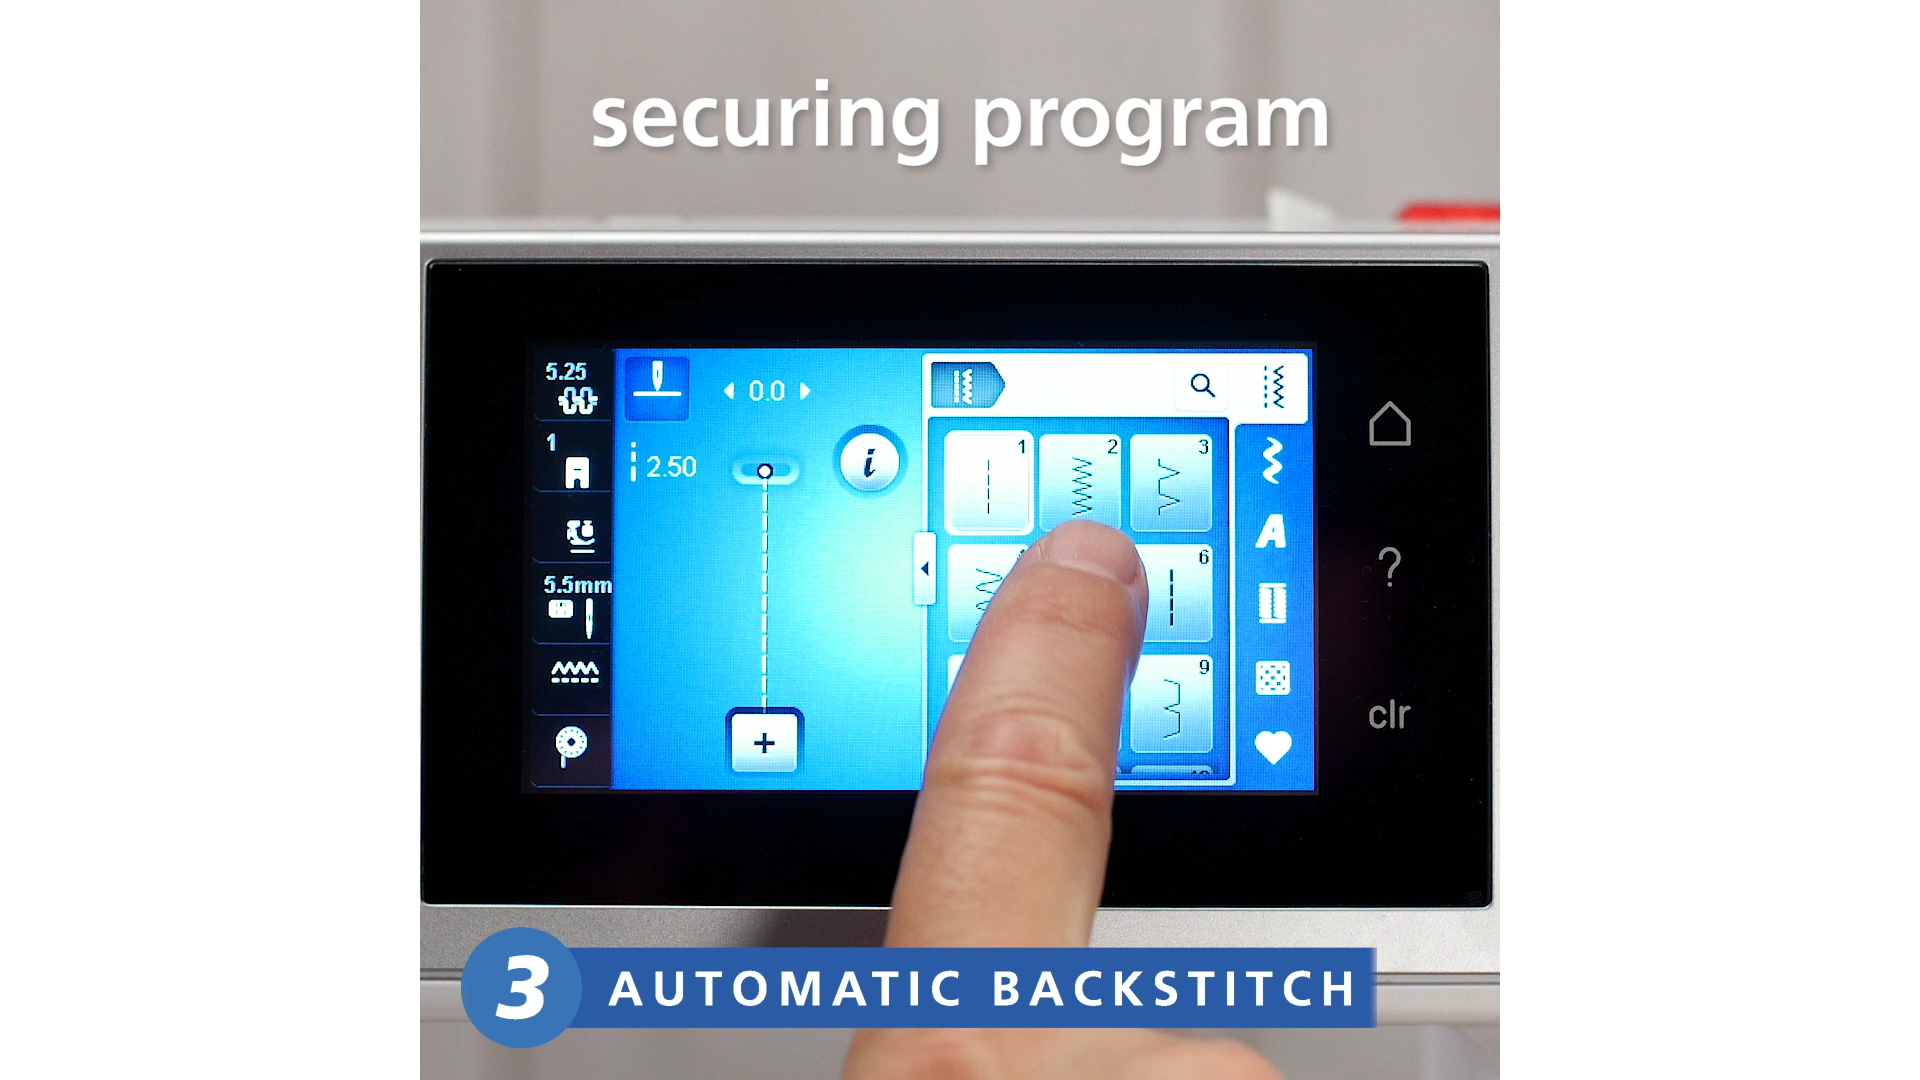 securing program
5.25
0.0
1
2.50
i
1
2
3
A
6
5.5mm
9
clr
?
3 AUTOMATIC BACKSTITCH